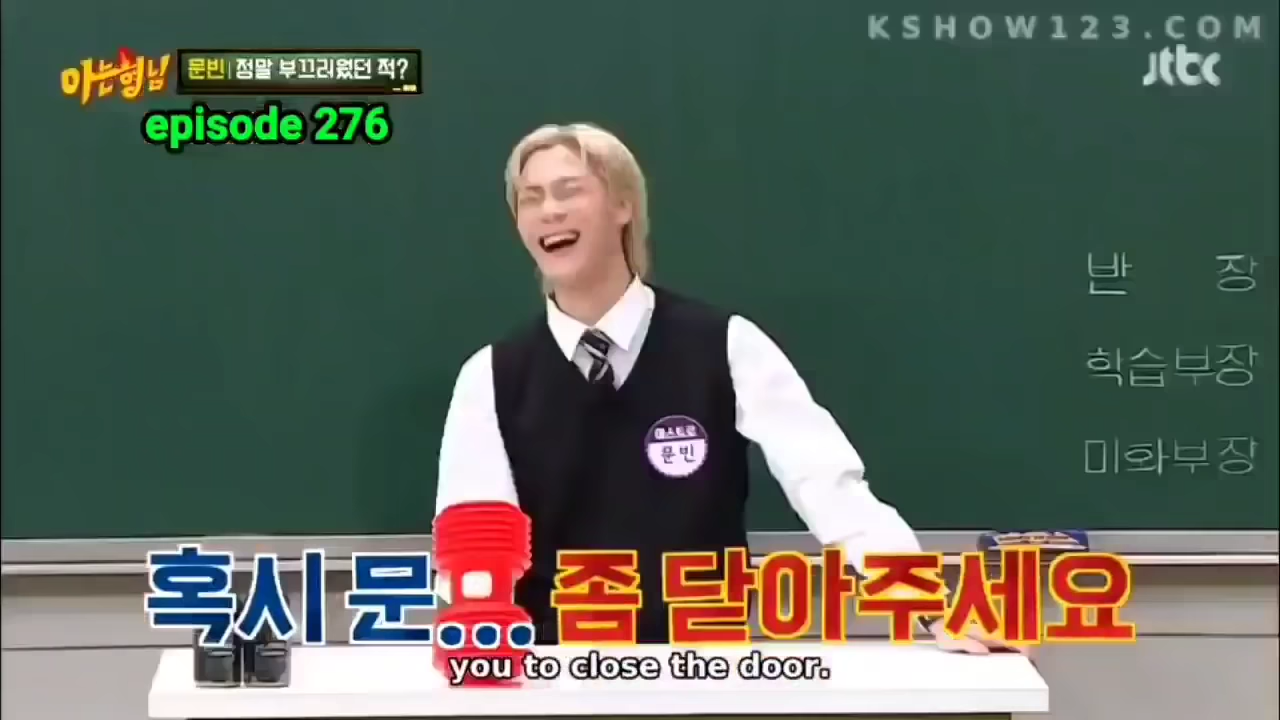 KSHOW123.COM
아는형님
문빈 | 정말 부끄러웠던 적?
jtbc
episode 276
반 장
학습부장
미화부장
아스트로
문빈
혹시 문... 좀 닫아주세요
you to close the door.